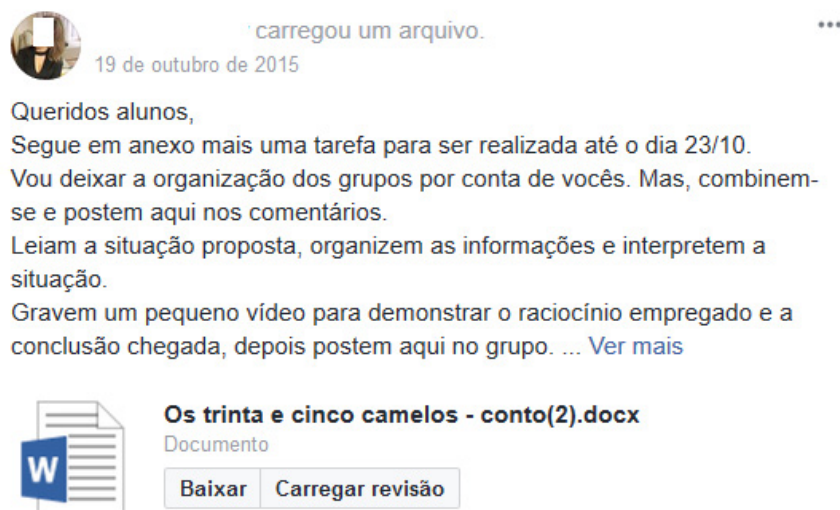 carregou um arquivo.
19 de outubro de 2015
Queridos alunos,
Segue em anexo mais uma tarefa para ser realizada até o dia 23/10.
Vou deixar a organização dos grupos por conta de vocês. Mas, combinem-
se e postem aqui nos comentários.
Leiam a situação proposta, organizem as informações e interpretem a
situação.
Gravem um pequeno vídeo para demonstrar o raciocínio empregado e a
conclusão chegada, depois postem aqui no grupo. ... Ver mais
Os trinta e cinco camelos - conto(2).docx
Documento
W
Baixar Carregar revisão